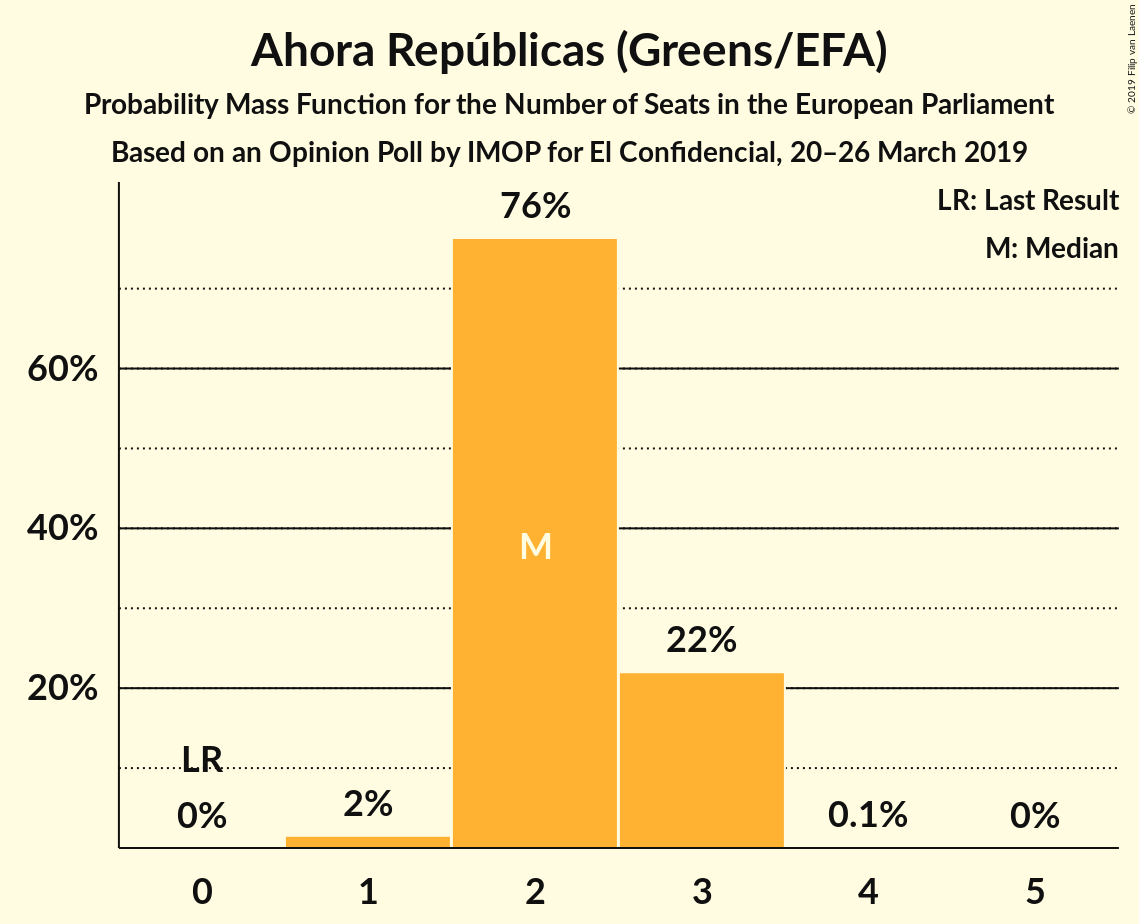 Ahora Repúblicas (Greens/EFA)
Probability Mass Function for the Number of Seats in the European Parliament
Based on an Opinion Poll by IMOP for El Confidencial, 20–26 March 2019
© 2019 Filip van Laenen
LR: Last Result
M: Median
76%
60%
40%
M
22%
20%
LR
0%
2%
0.1%
0%
0 1 2 3 4 5